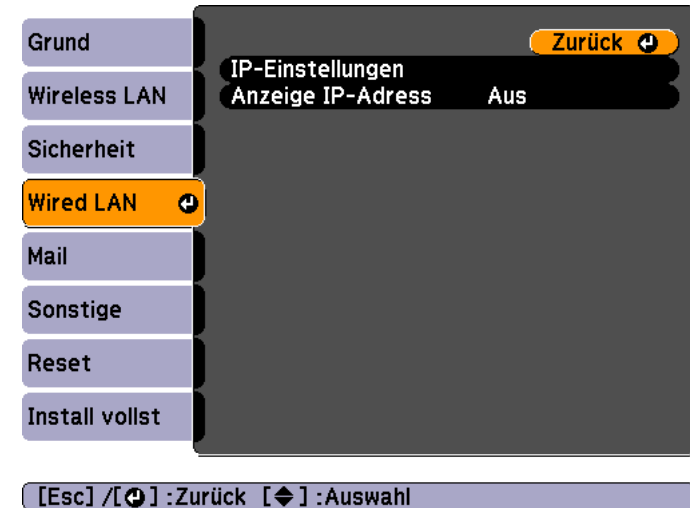 Grund
Wireless LAN
Sicherheit
Wired LAN
Mail
Sonstige
Reset
Install vollst
Zurück
IP-Einstellungen
Anzeige IP-Adress Aus
[Esc] /[ ] :Zurück [ ] :Auswahl